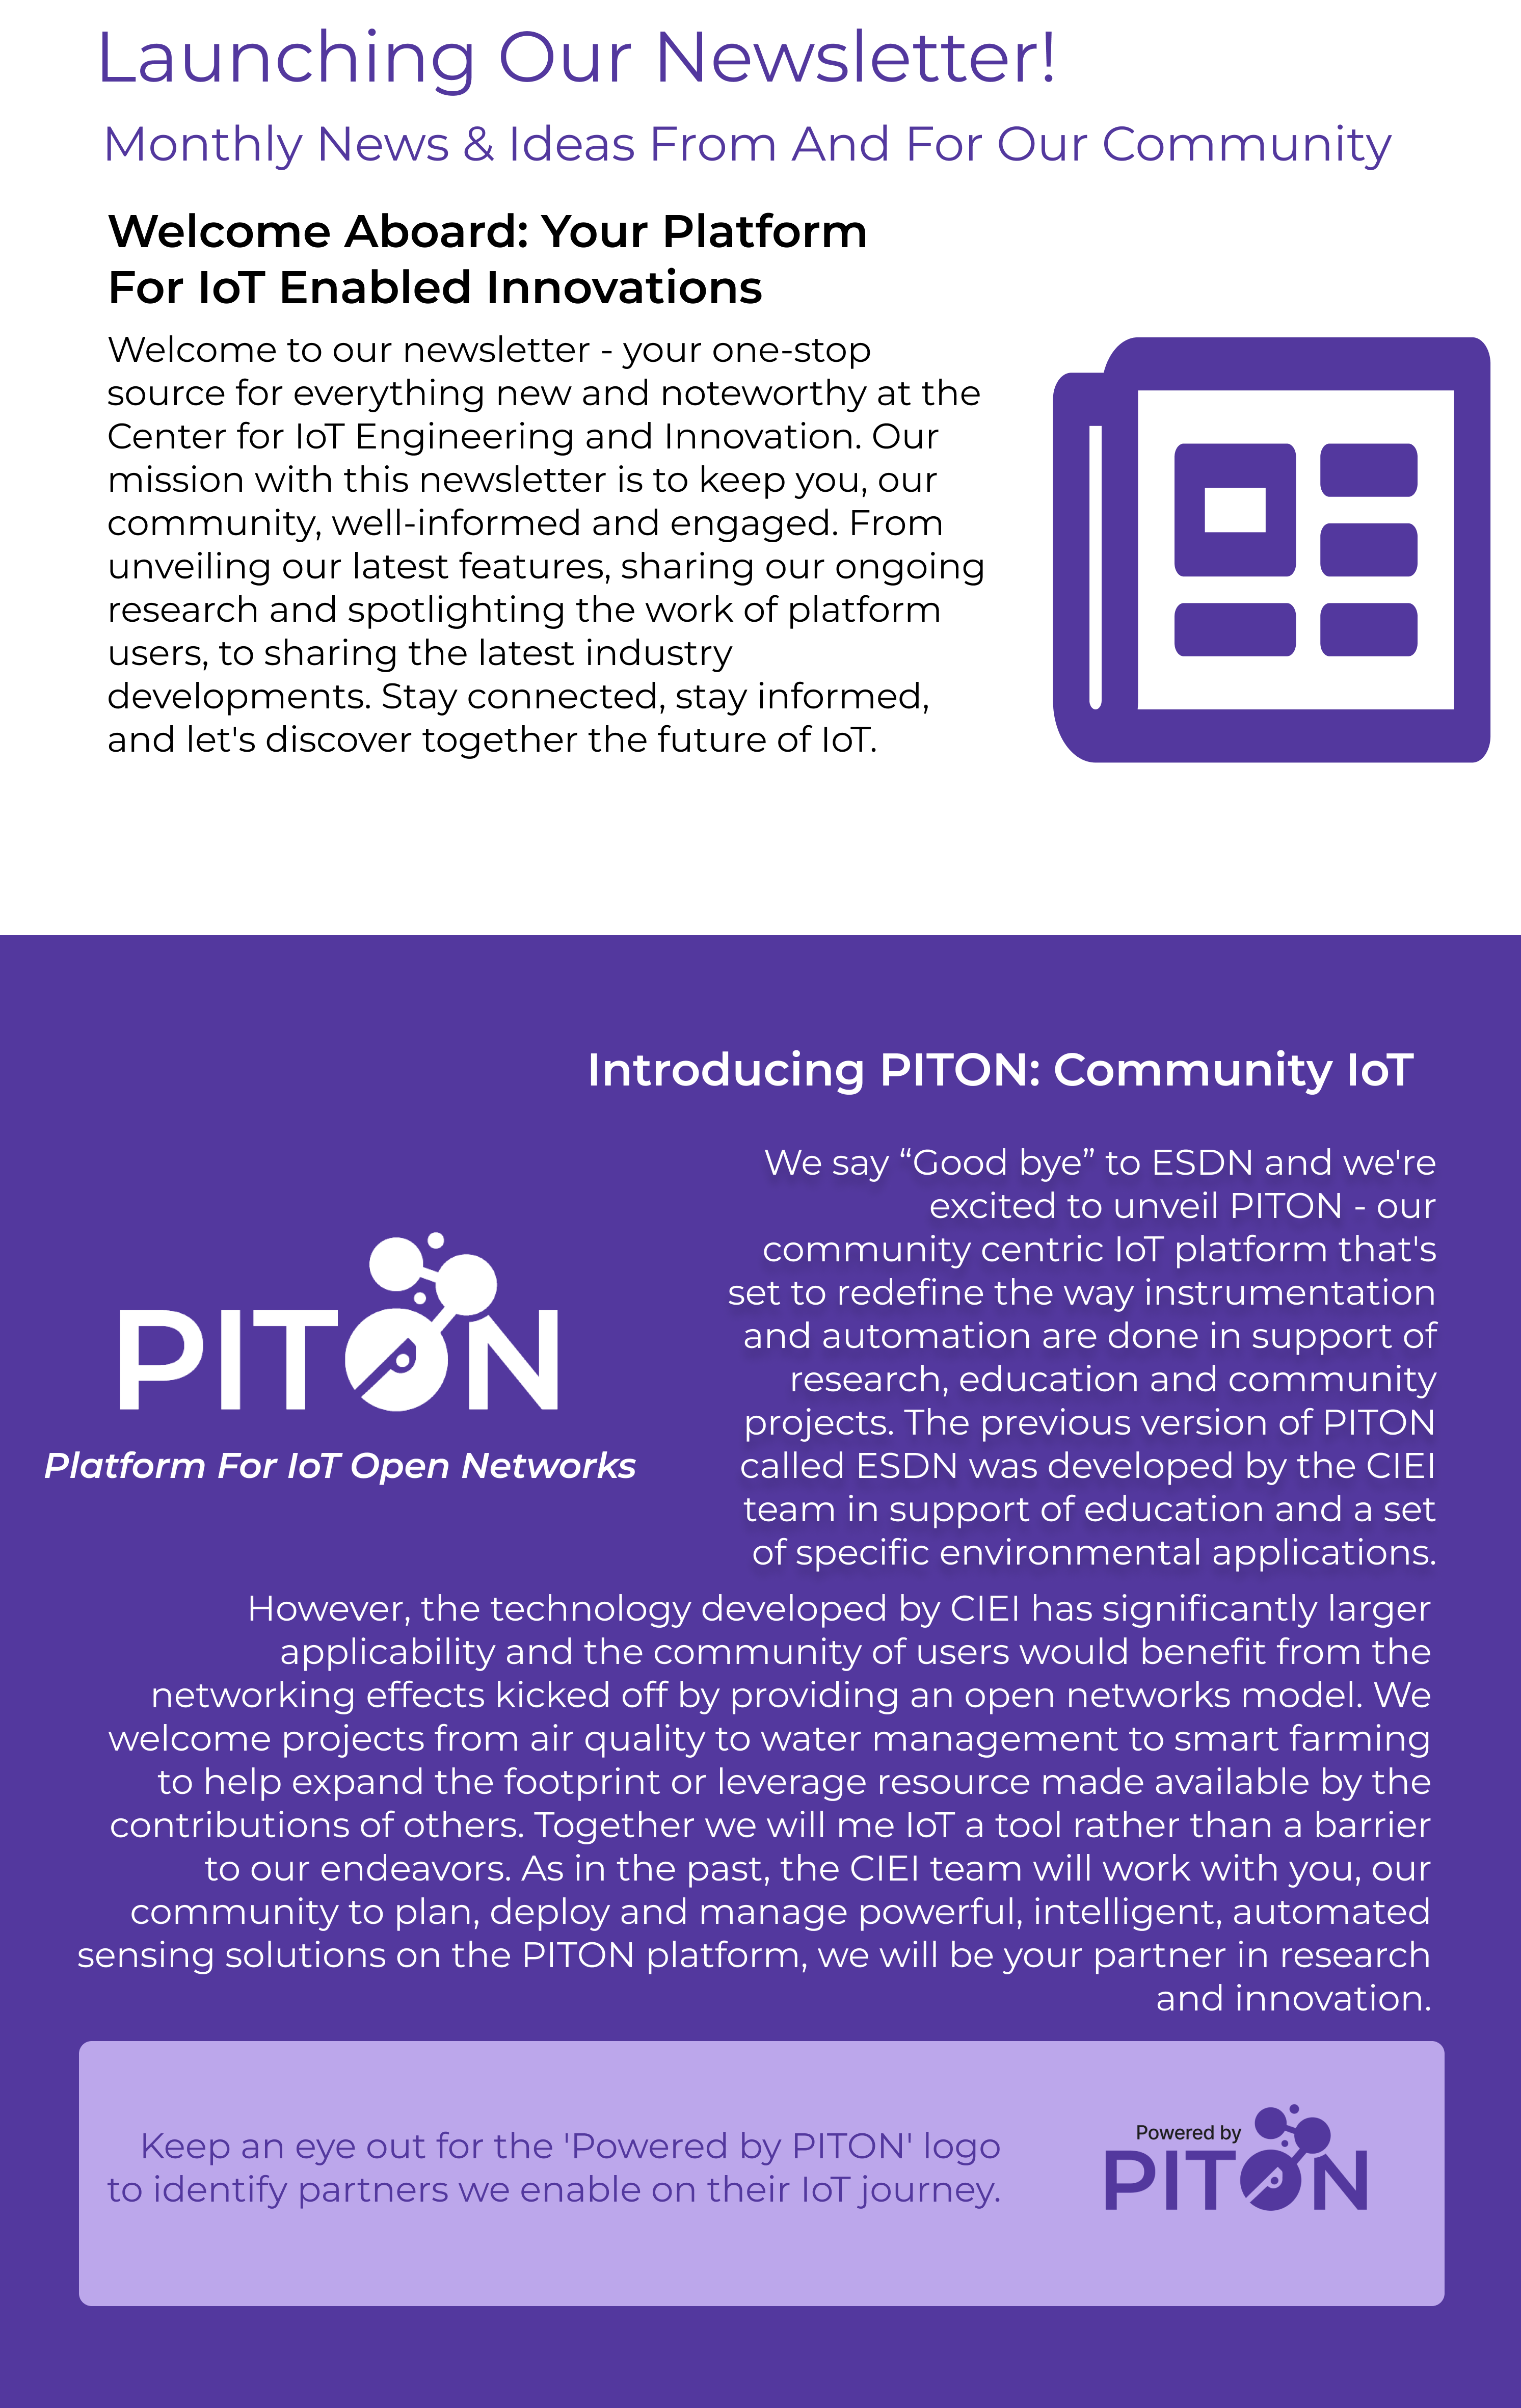 Launching Our Newsletter!
Monthly News & Ideas From And For Our Community
Welcome Aboard: Your Platform
For IoT Enabled Innovations
Welcome to our newsletter - your one-stop
source for everything new and noteworthy at the
Center for IoT Engineering and Innovation. Our
mission with this newsletter is to keep you, our
community, well-informed and engaged. From
unveiling our latest features, sharing our ongoing
research and spotlighting the work of platform
users, to sharing the latest industry
developments. Stay connected, stay informed,
and let's discover together the future of IoT.
Introducing PITON: Community IoT
PITON
Platform For IoT Open Networks
We say “Good bye” to ESDN and we're
excited to unveil PITON - our
community centric IoT platform that's
set to redefine the way instrumentation
and automation are done in support of
research, education and community
projects. The previous version of PITON
called ESDN was developed by the CIEI
team in support of education and a set
of specific environmental applications.
However, the technology developed by CIEI has significantly larger
applicability and the community of users would benefit from the
networking effects kicked off by providing an open networks model. We
welcome projects from air quality to water management to smart farming
to help expand the footprint or leverage resource made available by the
contributions of others. Together we will me IoT a tool rather than a barrier
to our endeavors. As in the past, the CIEI team will work with you, our
community to plan, deploy and manage powerful, intelligent, automated
sensing solutions on the PITON platform, we will be your partner in research
and innovation.
Keep an eye out for the 'Powered by PITON' logo
to identify partners we enable on their IoT journey.
Powered by
PITON